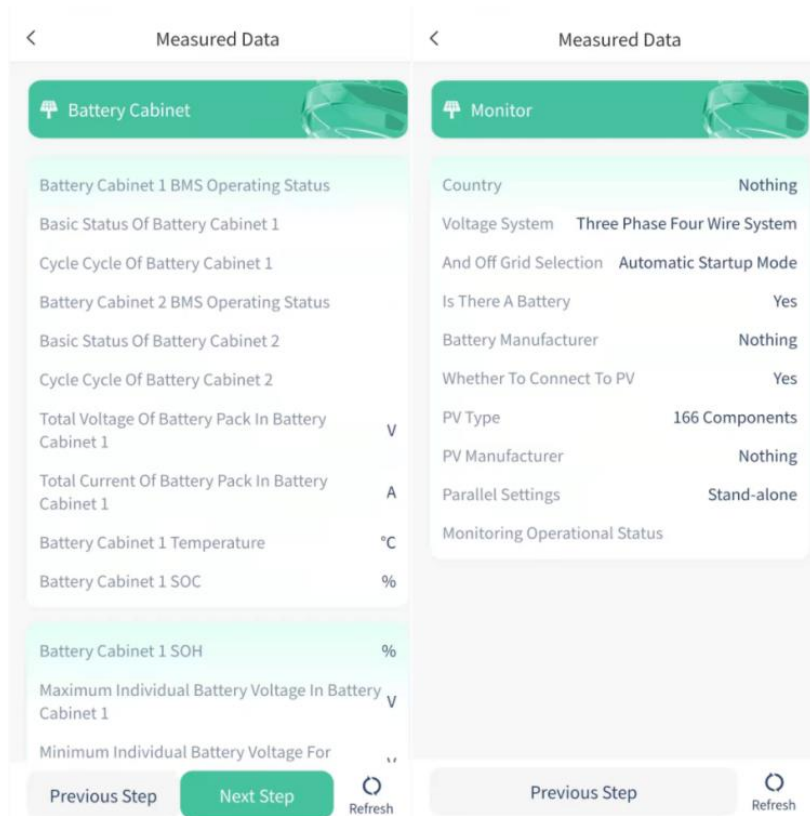 Measured Data
Battery Cabinet
Battery Cabinet 1 BMS Operating Status
Basic Status Of Battery Cabinet 1
Cycle Cycle Of Battery Cabinet 1
Battery Cabinet 2 BMS Operating Status
Basic Status Of Battery Cabinet 2
Cycle Cycle Of Battery Cabinet 2
Total Voltage Of Battery Pack In Battery
Cabinet 1 V
Total Current Of Battery Pack In Battery
Cabinet 1 A
Battery Cabinet 1 Temperature °C
Battery Cabinet 1 SOC %
Battery Cabinet 1 SOH %
Maximum Individual Battery Voltage In Battery
Cabinet 1 V
Minimum Individual Battery Voltage For
Previous Step Next Step Refresh
Measured Data
Monitor
Country Nothing
Voltage System Three Phase Four Wire System
And Off Grid Selection Automatic Startup Mode
Is There A Battery Yes
Battery Manufacturer Nothing
Whether To Connect To PV Yes
PV Type 166 Components
PV Manufacturer Nothing
Parallel Settings Stand-alone
Monitoring Operational Status
Previous Step Refresh